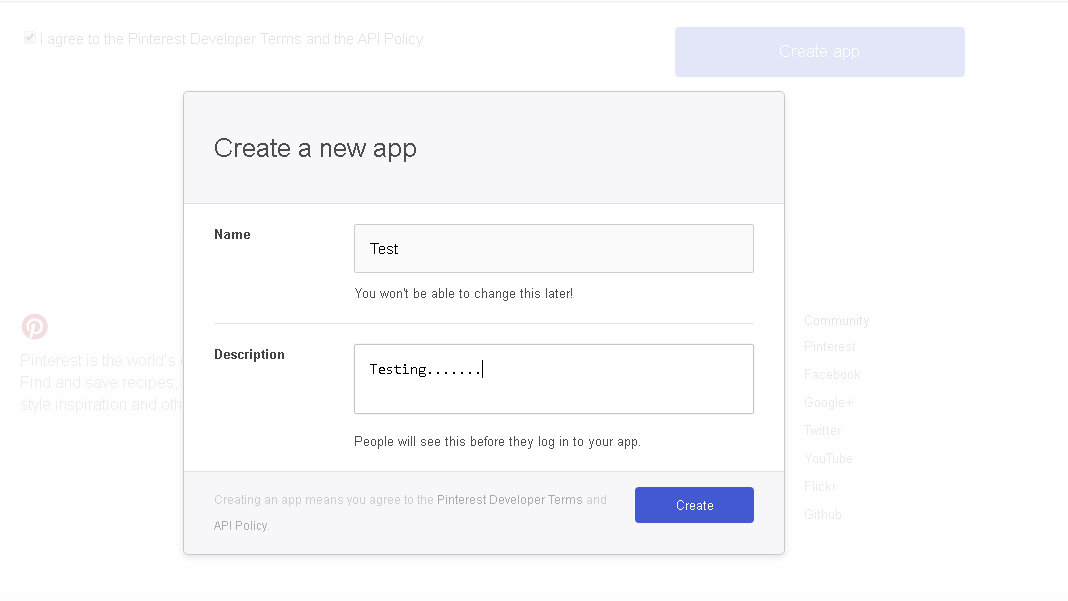 I agree to the Pinterest Developer Terms and the API Policy
Create app
Create a new app
Name
Test
You won't be able to change this later!
Description
Testing.......
People will see this before they log in to your app.
Creating an app means you agree to the Pinterest Developer Terms and
API Policy.
Create
Pinterest is the world's
Find and save recipes,
style inspiration and oth
Community
Pinterest
Facebook
Google+
Twitter
YouTube
Flickr
Github